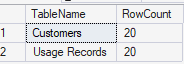 TableName RowCount
1 Customers 20
2 Usage Records 20